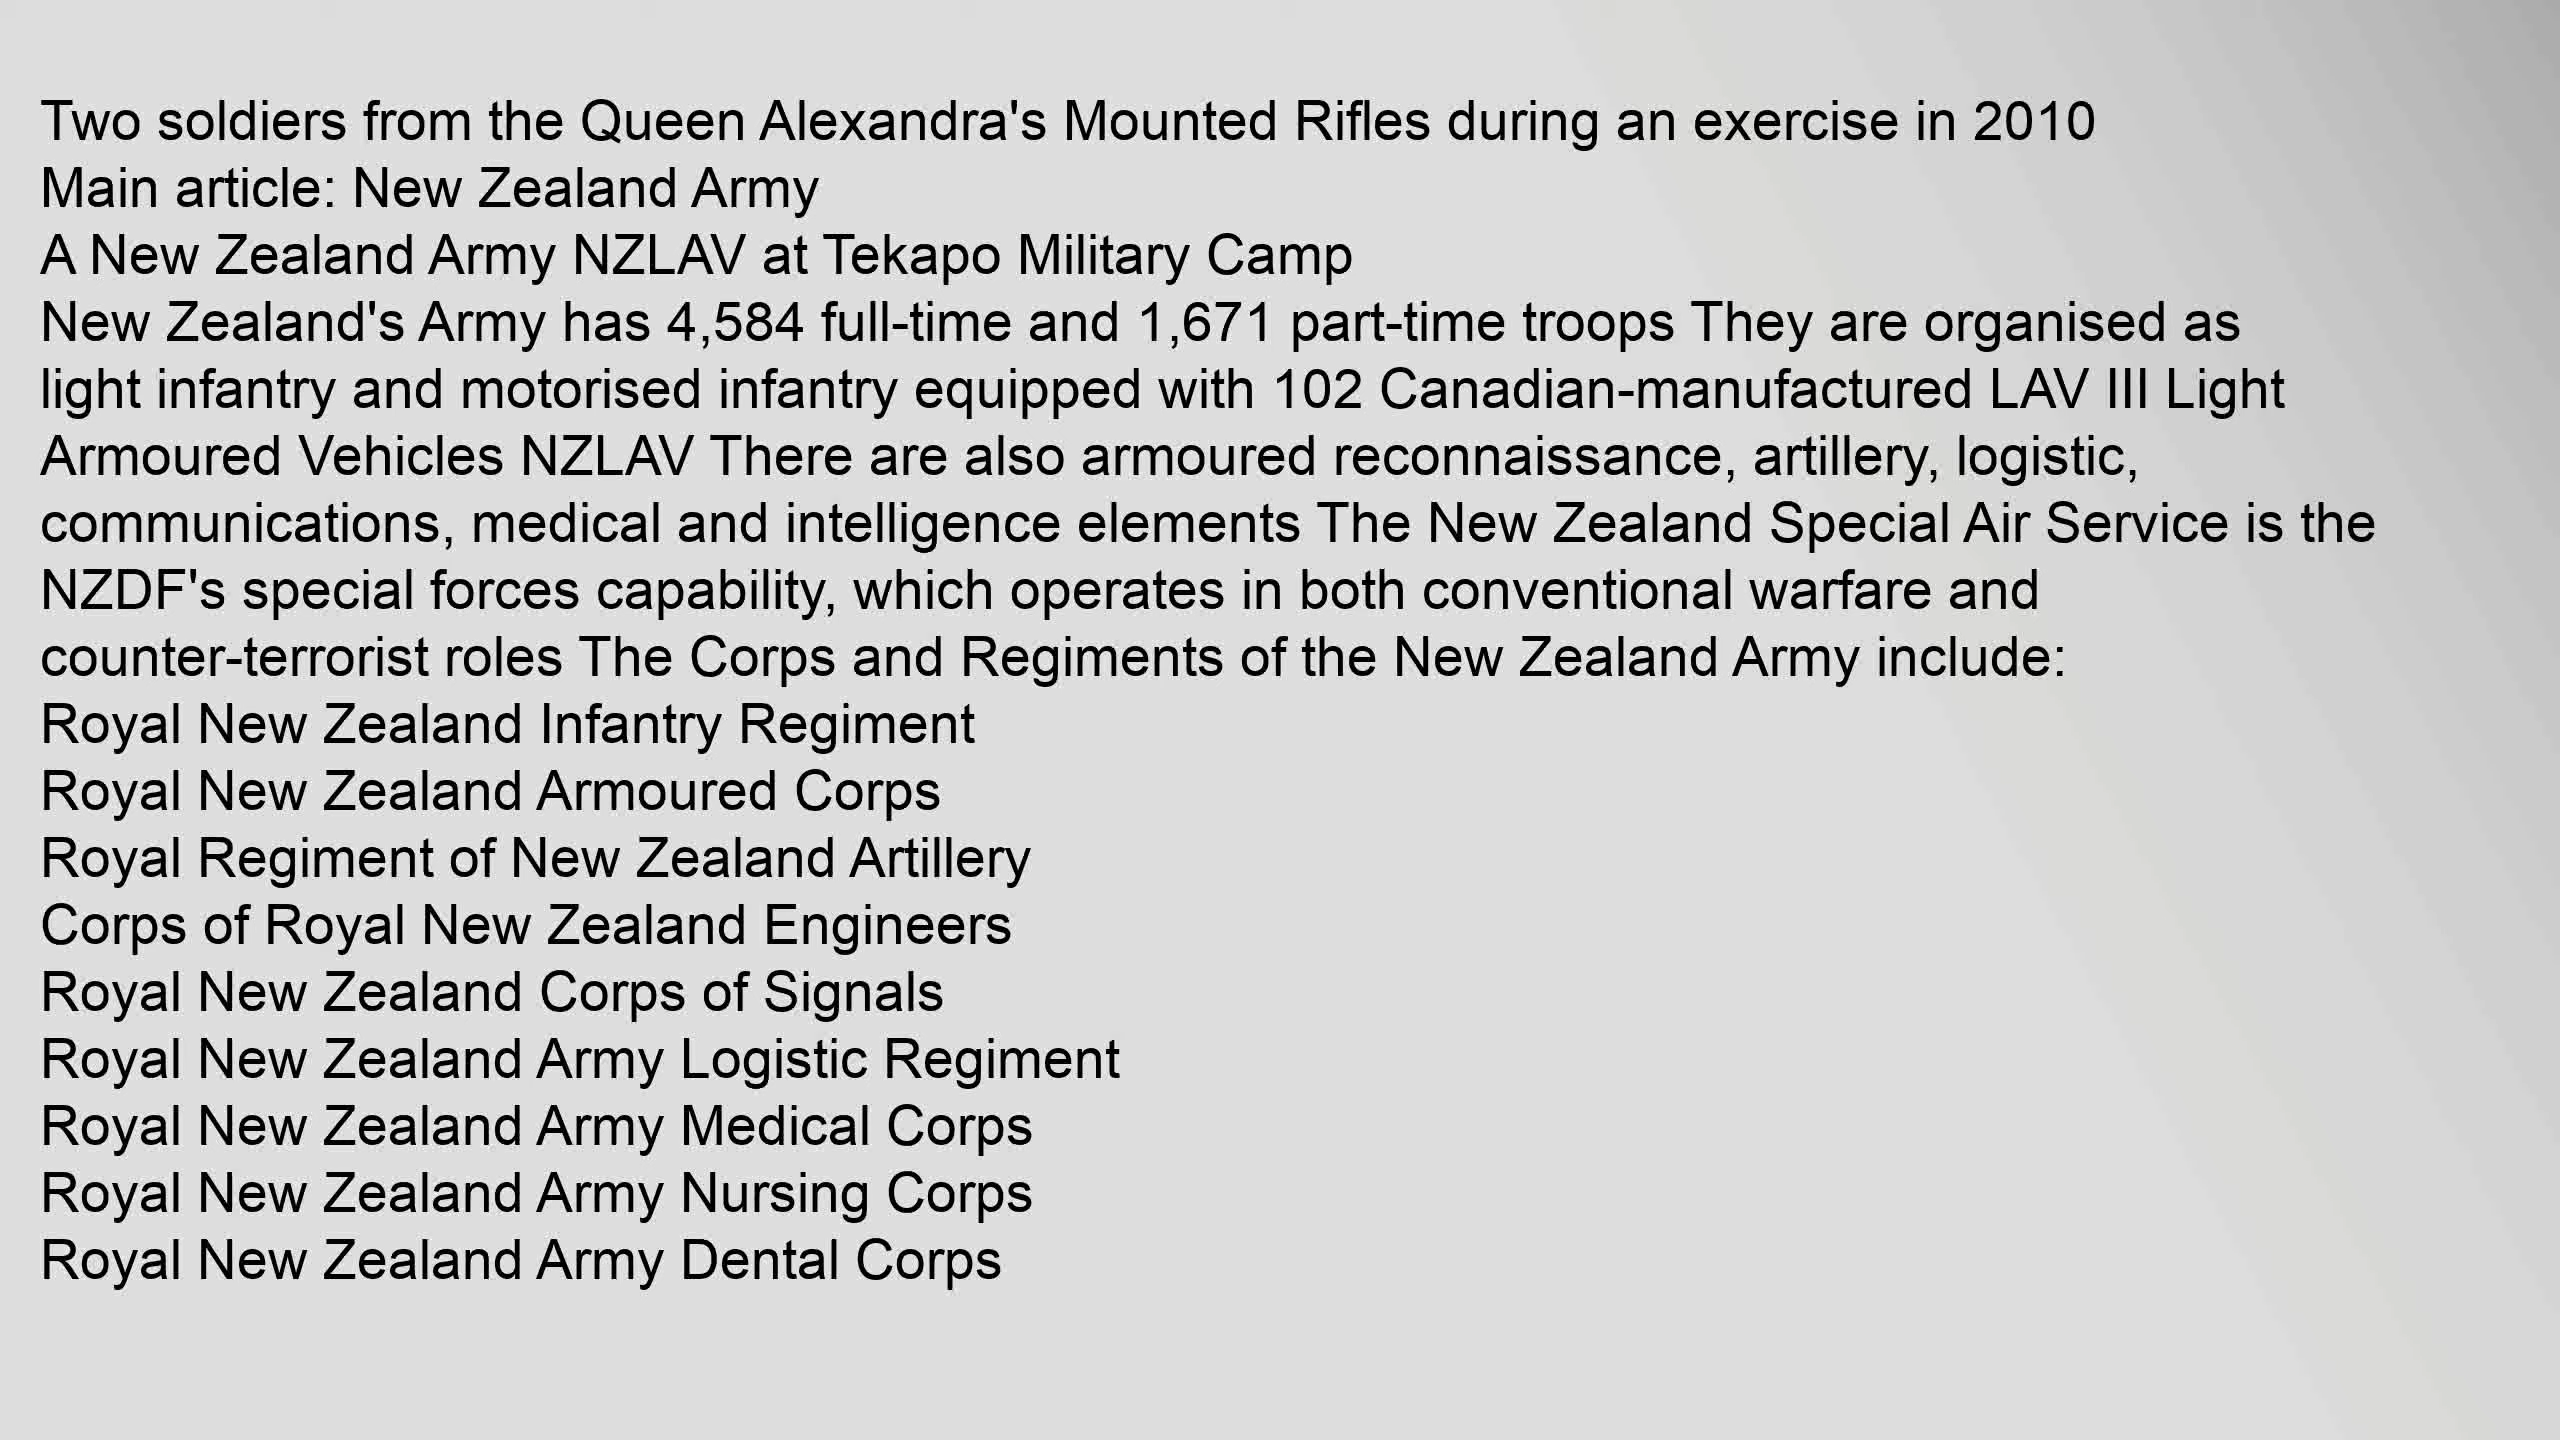 Two soldiers from the Queen Alexandra's Mounted Rifles during an exercise in 2010
Main article: New Zealand Army
A New Zealand Army NZLAV at Tekapo Military Camp
New Zealand's Army has 4,584 full-time and 1,671 part-time troops They are organised as
light infantry and motorised infantry equipped with 102 Canadian-manufactured LAV III Light
Armoured Vehicles NZLAV There are also armoured reconnaissance, artillery, logistic,
communications, medical and intelligence elements The New Zealand Special Air Service is the
NZDF's special forces capability, which operates in both conventional warfare and
counter-terrorist roles The Corps and Regiments of the New Zealand Army include:
Royal New Zealand Infantry Regiment
Royal New Zealand Armoured Corps
Royal Regiment of New Zealand Artillery
Corps of Royal New Zealand Engineers
Royal New Zealand Corps of Signals
Royal New Zealand Army Logistic Regiment
Royal New Zealand Army Medical Corps
Royal New Zealand Army Nursing Corps
Royal New Zealand Army Dental Corps